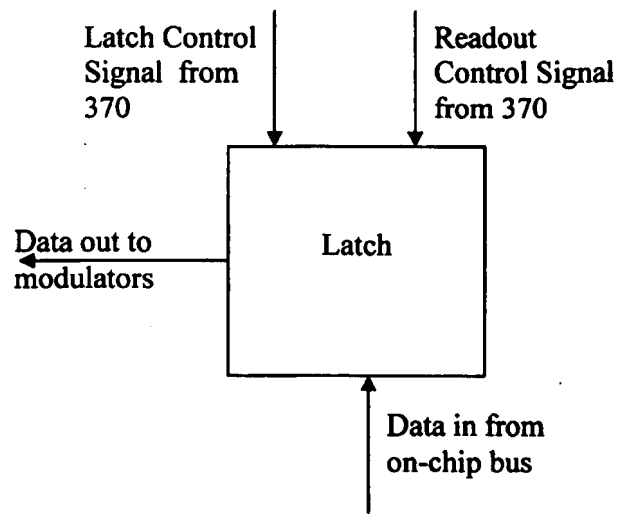 Latch Control
Signal from
370
Readout
Control Signal
from 370
Data out to
modulators
Latch
Data in from
on-chip bus